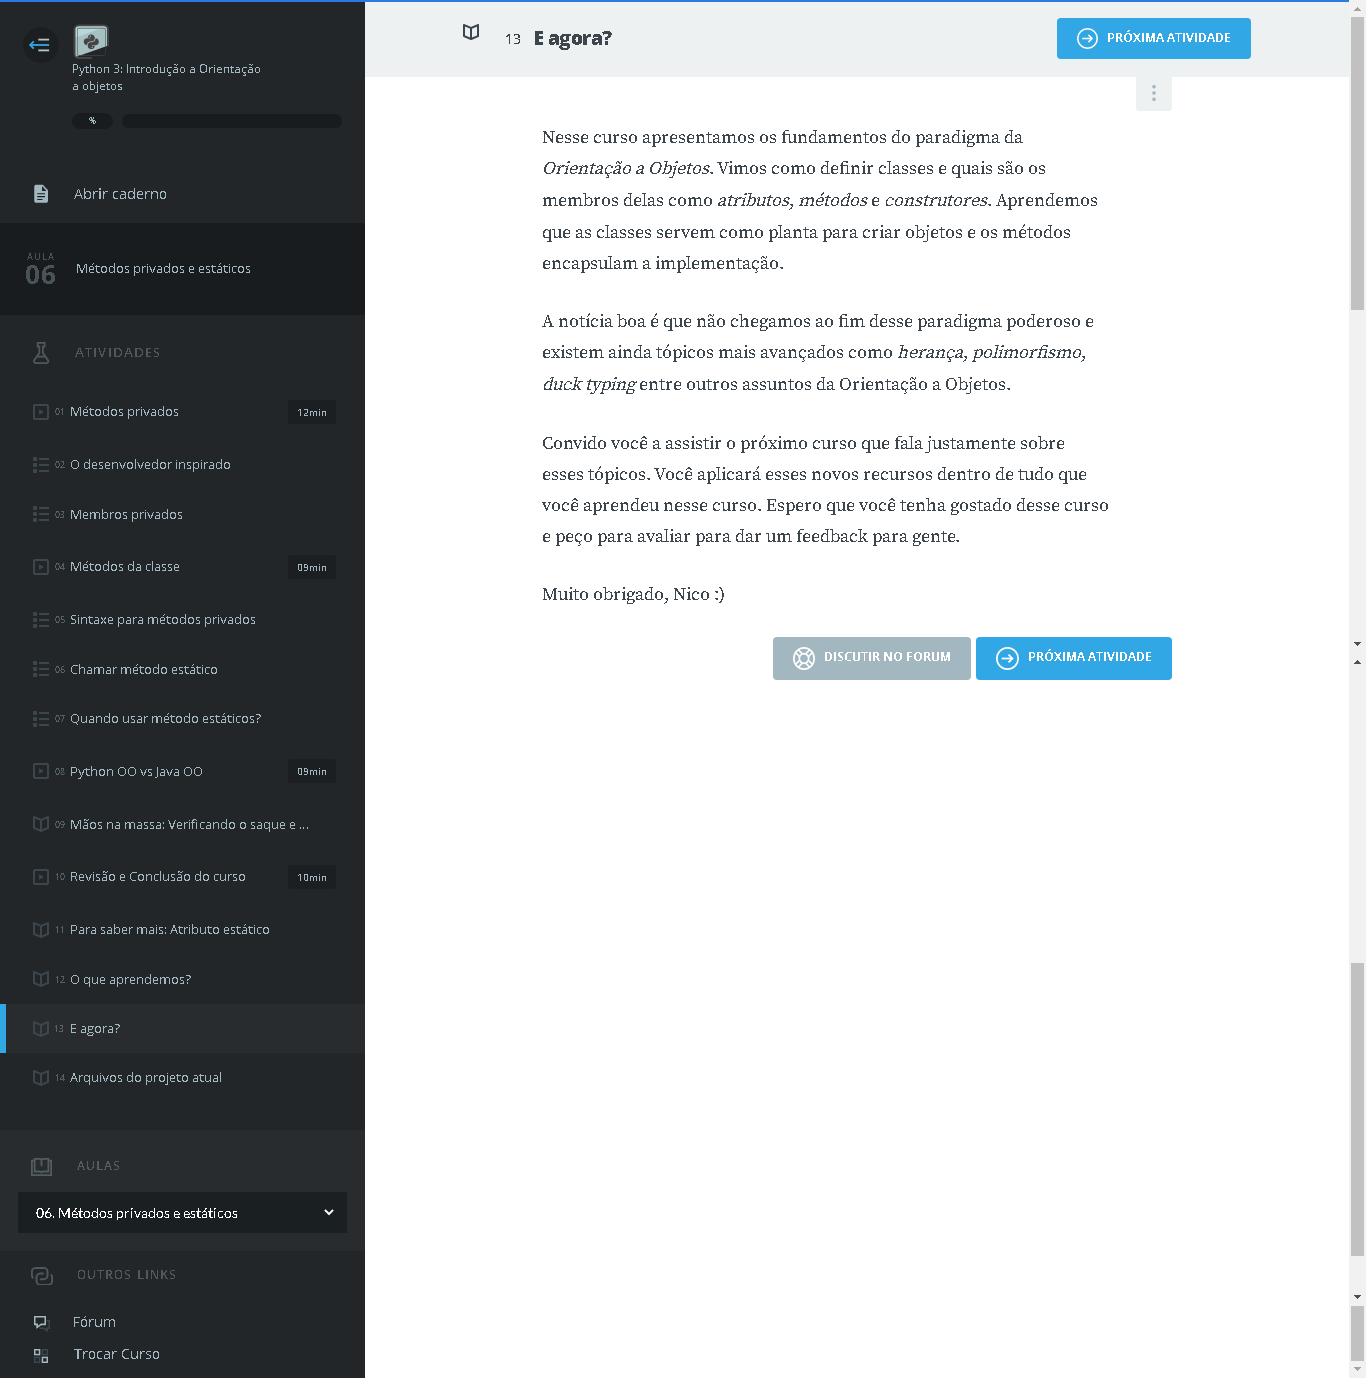 Python 3: Introdução a Orientação
a objetos
%
Abrir caderno
AULA
06
Métodos privados e estáticos
ATIVIDADES
01 Métodos privados 12min
02 O desenvolvedor inspirado
03 Membros privados
04 Métodos da classe 09min
05 Sintaxe para métodos privados
06 Chamar método estático
07 Quando usar método estáticos?
08 Python OO vs Java OO 09min
09 Mãos na massa: Verificando o saque e ...
10 Revisão e Conclusão do curso 10min
11 Para saber mais: Atributo estático
12 O que aprendemos?
13 E agora?
14 Arquivos do projeto atual
AULAS
06. Métodos privados e estáticos
OUTROS LINKS
Fórum
Trocar Curso
13 E agora?
PRÓXIMA ATIVIDADE
Nesse curso apresentamos os fundamentos do paradigma da
Orientação a Objetos. Vimos como definir classes e quais são os
membros delas como atributos, métodos e construtores. Aprendemos
que as classes servem como planta para criar objetos e os métodos
encapsulam a implementação.
A notícia boa é que não chegamos ao fim desse paradigma poderoso e
existem ainda tópicos mais avançados como herança, polimorfismo,
duck typing entre outros assuntos da Orientação a Objetos.
Convido você a assistir o próximo curso que fala justamente sobre
esses tópicos. Você aplicará esses novos recursos dentro de tudo que
você aprendeu nesse curso. Espero que você tenha gostado desse curso
e peço para avaliar para dar um feedback para gente.
Muito obrigado, Nico :)
DISCUTIR NO FORUM
PRÓXIMA ATIVIDADE